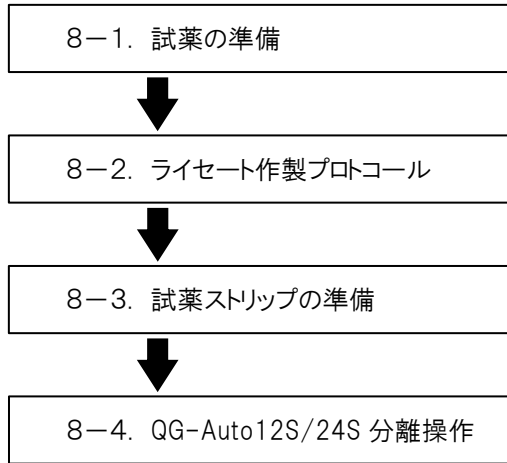 8－1. 試薬の準備
8－2. ライセート作製プロトコール
8－3. 試薬ストリップの準備
8－4. QG-Auto12S/24S 分離操作